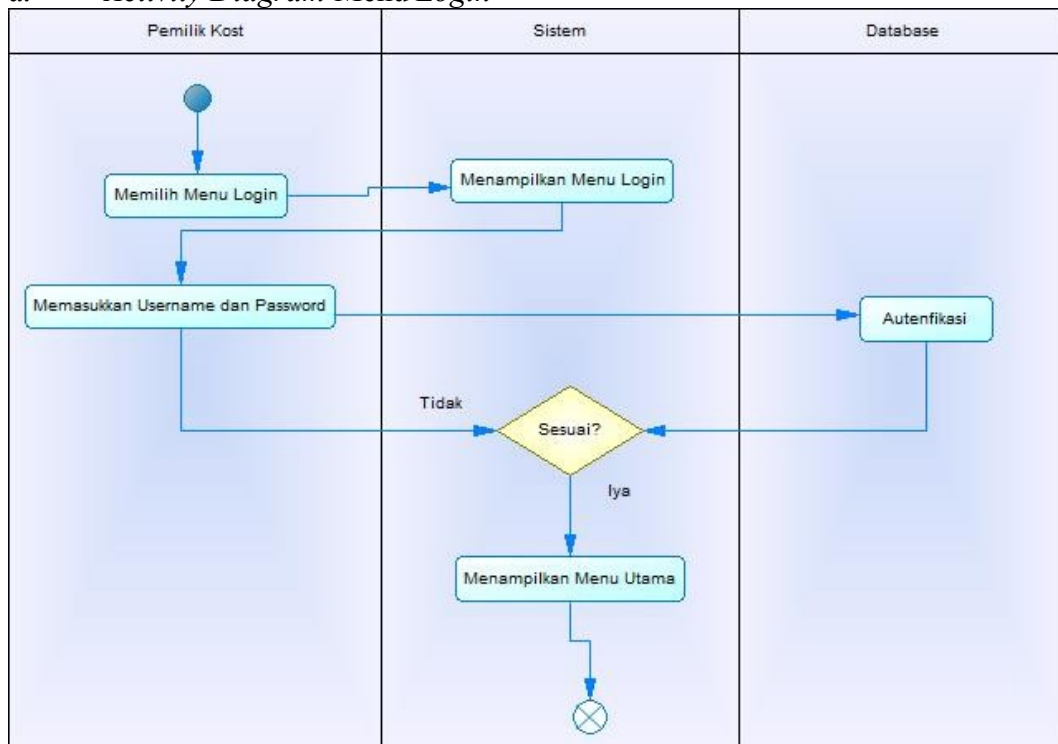 Activity Diagram Menu Login
Pemilik Kost
Sistem
Database
Memilih Menu Login
Menampilkan Menu Login
Memasukkan Username dan Password
Autenfikasi
Tidak
Sesuai?
Iya
Menampilkan Menu Utama